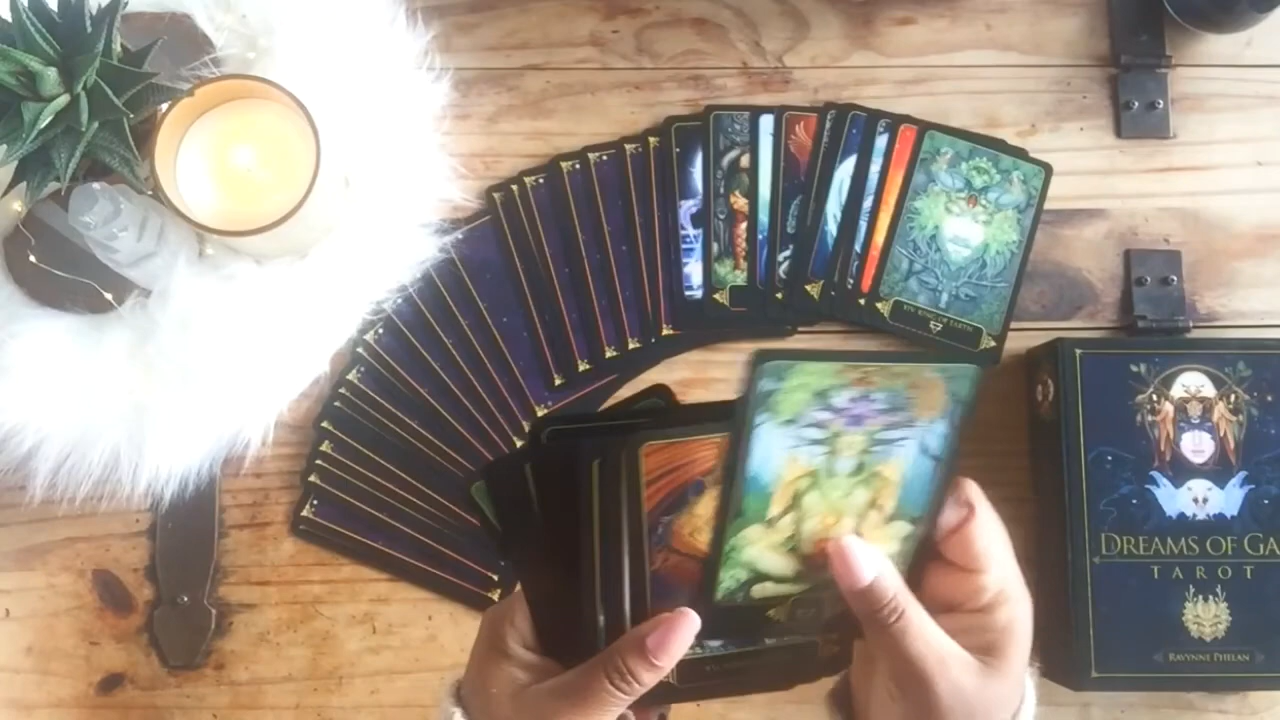 XIV KING OF EARTH
DREAMS OF GA
TAROT
RAVYNNE PHELAN